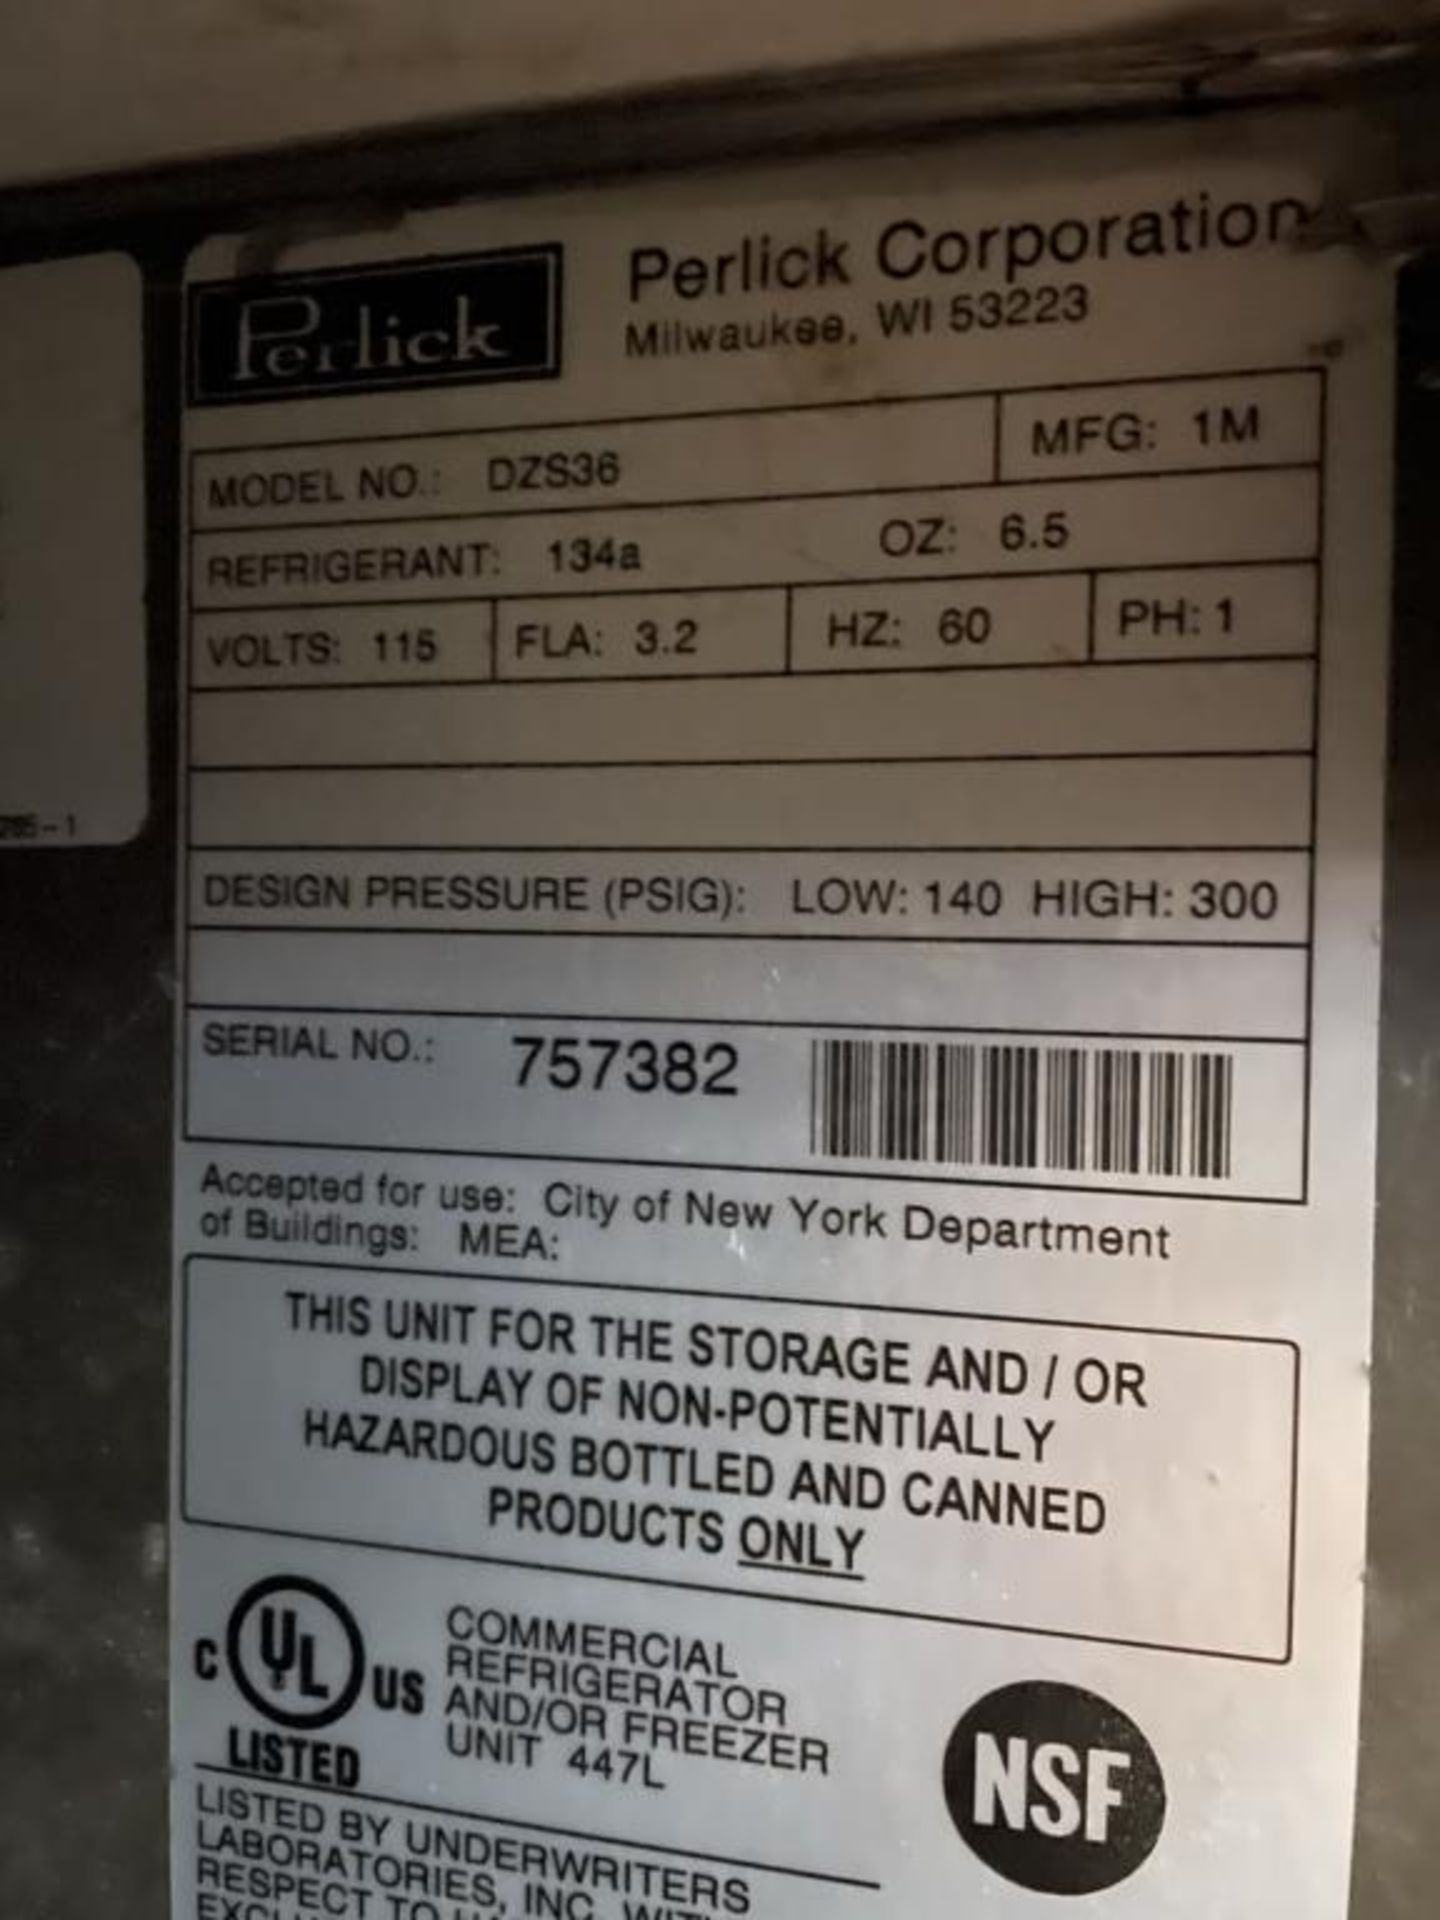 Perlick
Perlick Corporation
Milwaukee, WI 53223
MODEL NO.: DZS36 MFG: 1M
REFRIGERANT: 134a OZ: 6.5
VOLTS: 115 FLA: 3.2 HZ: 60 PH: 1
DESIGN PRESSURE (PSIG): LOW: 140 HIGH: 300
SERIAL NO.: 757382
Accepted for use: City of New York Department
of Buildings: MEA:
THIS UNIT FOR THE STORAGE AND / OR
DISPLAY OF NON-POTENTIALLY
HAZARDOUS BOTTLED AND CANNED
PRODUCTS ONLY
C UL US
LISTED
COMMERCIAL
REFRIGERATOR
AND/OR FREEZER
UNIT 447L
NSF
LISTED BY UNDERWRITERS
LABORATORIES, INC.
RESPECT TO